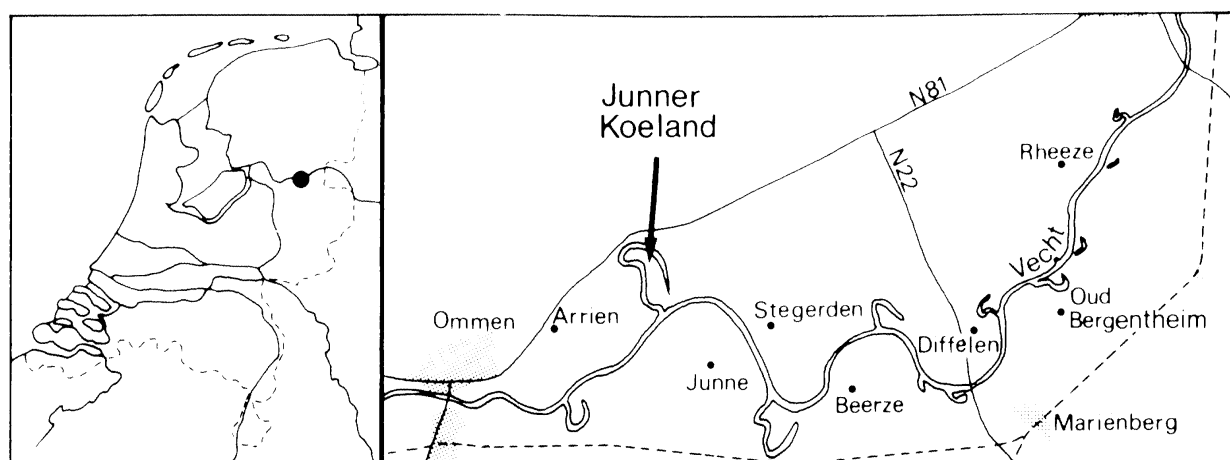 Junner
Koeland
N81
N22
Rheeze
Vecht
Oud
Bergentheim
Ommen
Arrien
Stegerden
Diffelen
Junne
Beerze
Marienberg